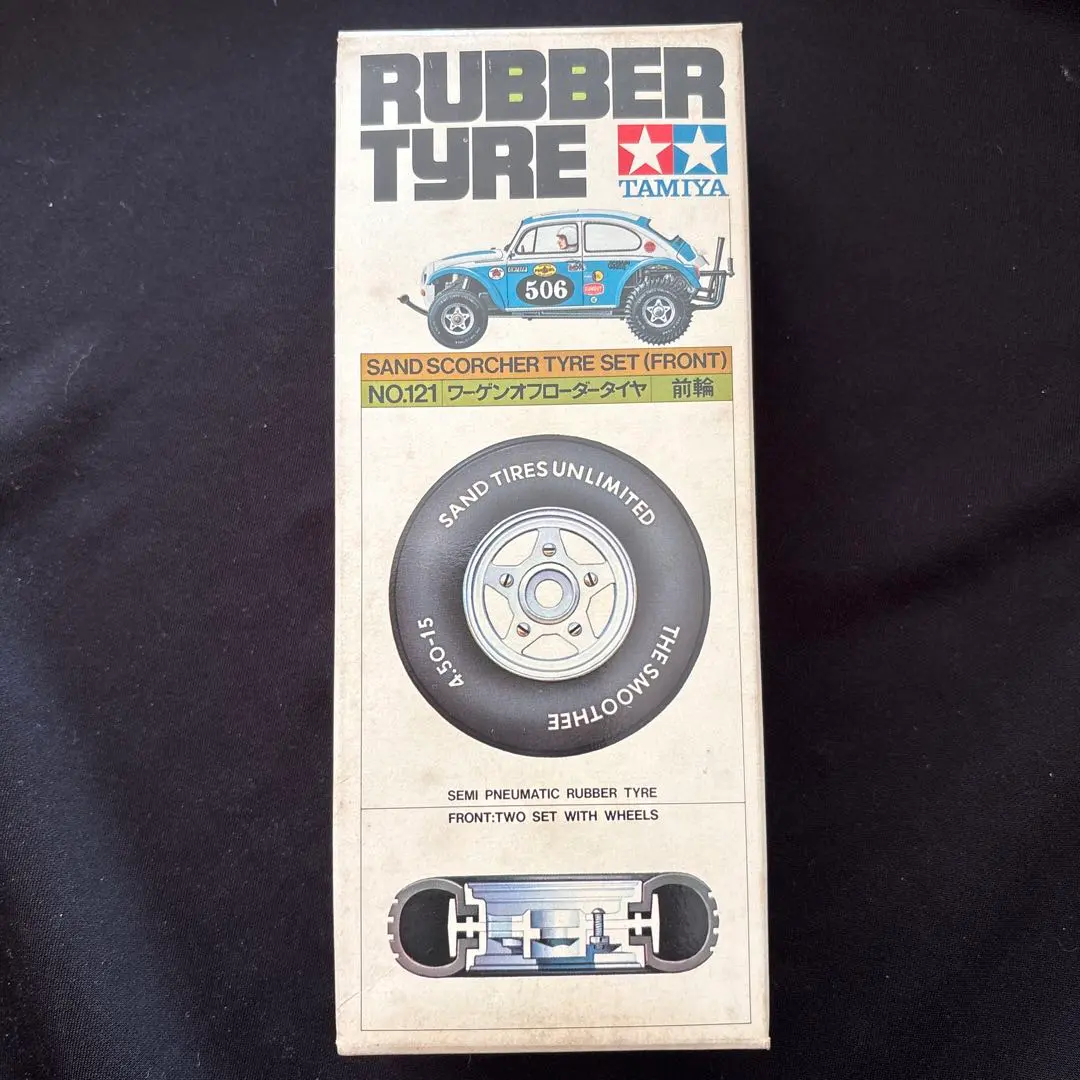 RUBBER
TYRE
TAMIYA
506
SAND SCORCHER TYRE SET (FRONT)
NO.121 ワーゲンオフローダータイヤ 前輪
SAND TIRES UNLIMITED
4.50-15
THE SMOOTHEE
SEMI PNEUMATIC RUBBER TYRE
FRONT:TWO SET WITH WHEELS